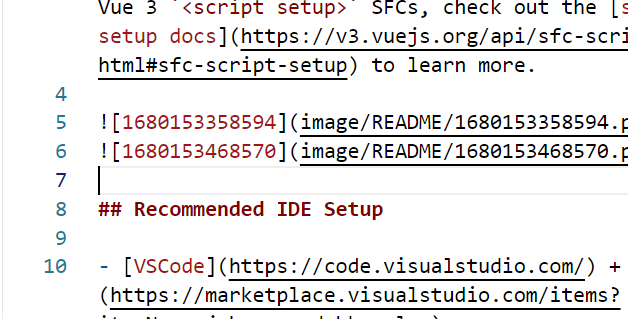 Vue 3 `<script setup>` SFCs, check out the [
setup docs](https://v3.vuejs.org/api/sfc-scri
html#sfc-script-setup) to learn more.
4
5 ![1680153358594](image/README/1680153358594.p
6 ![1680153468570](image/README/1680153468570.p
7
8 ## Recommended IDE Setup
9
10 - [VSCode](https://code.visualstudio.com/) +
(https://marketplace.visualstudio.com/items?